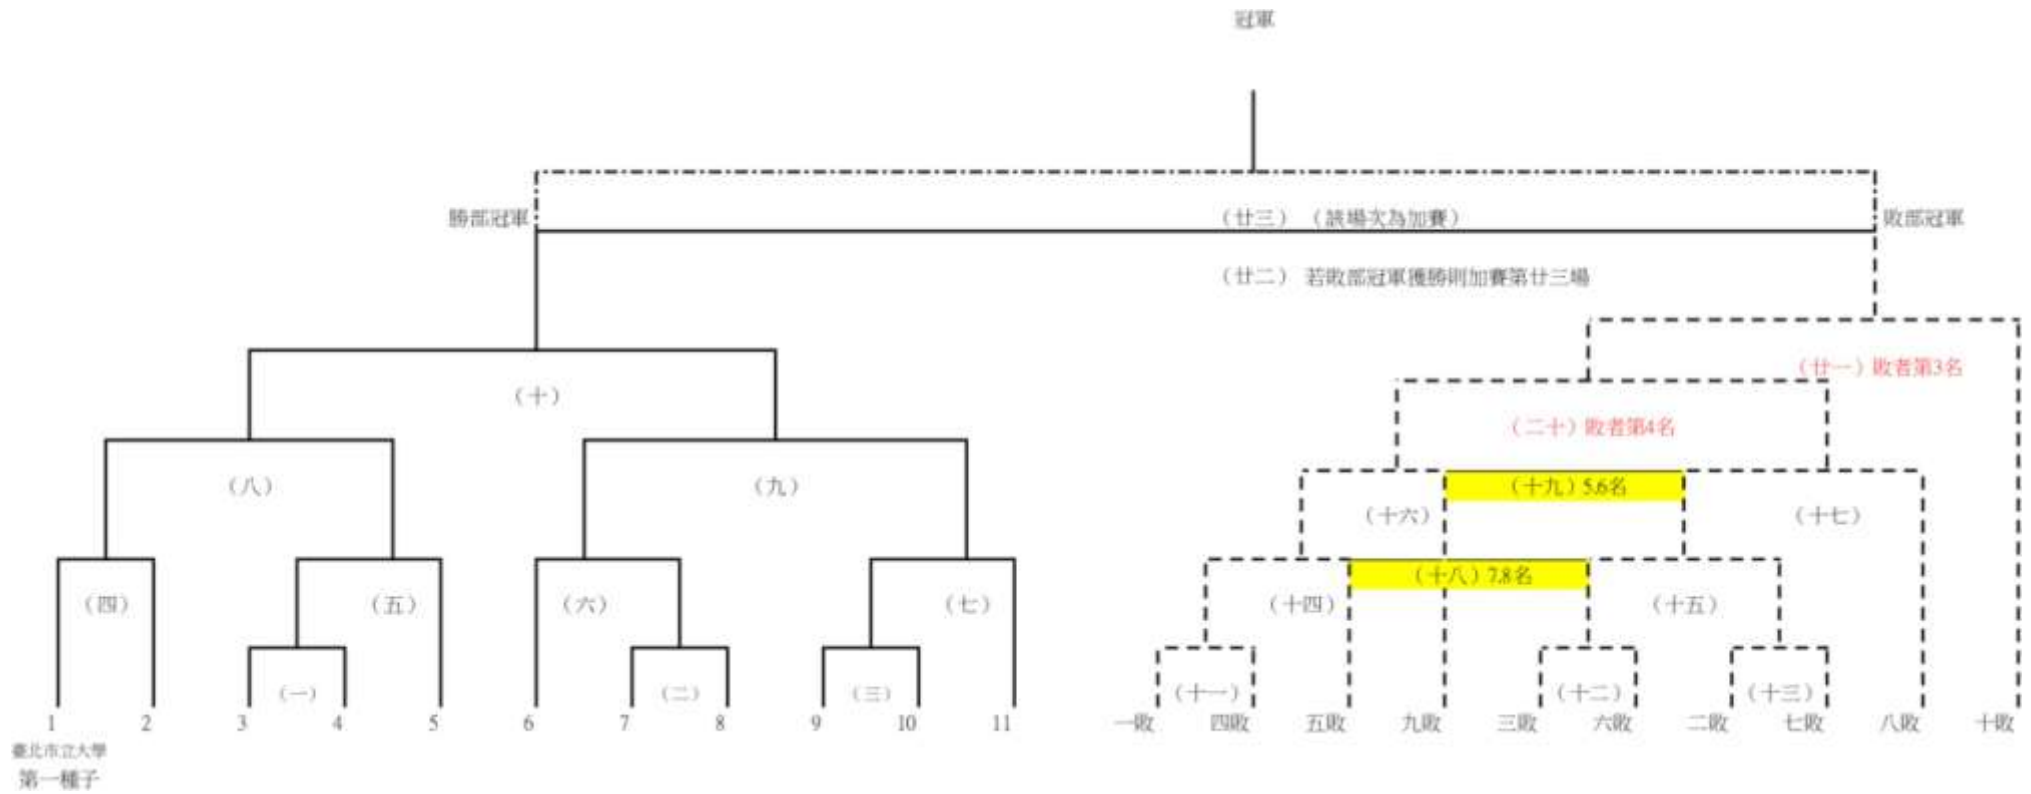 冠軍
勝部冠軍
（廿三）（該場次為加賽）
敗部冠軍
（廿二） 若敗部冠軍獲勝則加賽第廿三場
（廿一）敗者第3名
（十）
（二十）敗者第4名
（八）
（九）
（十九）5.6名
（十六）
（十七）
（十八）7.8名
（四）
（五）
（六）
（七）
（十四）
（十五）
（一）
（二）
（三）
（十一）
（十二）
（十三）
1 2 3 4 5 6 7 8 9 10 11 一敗 四敗 五敗 九敗 三敗 六敗 二敗 七敗 八敗 十敗
臺北市立大學
第一種子